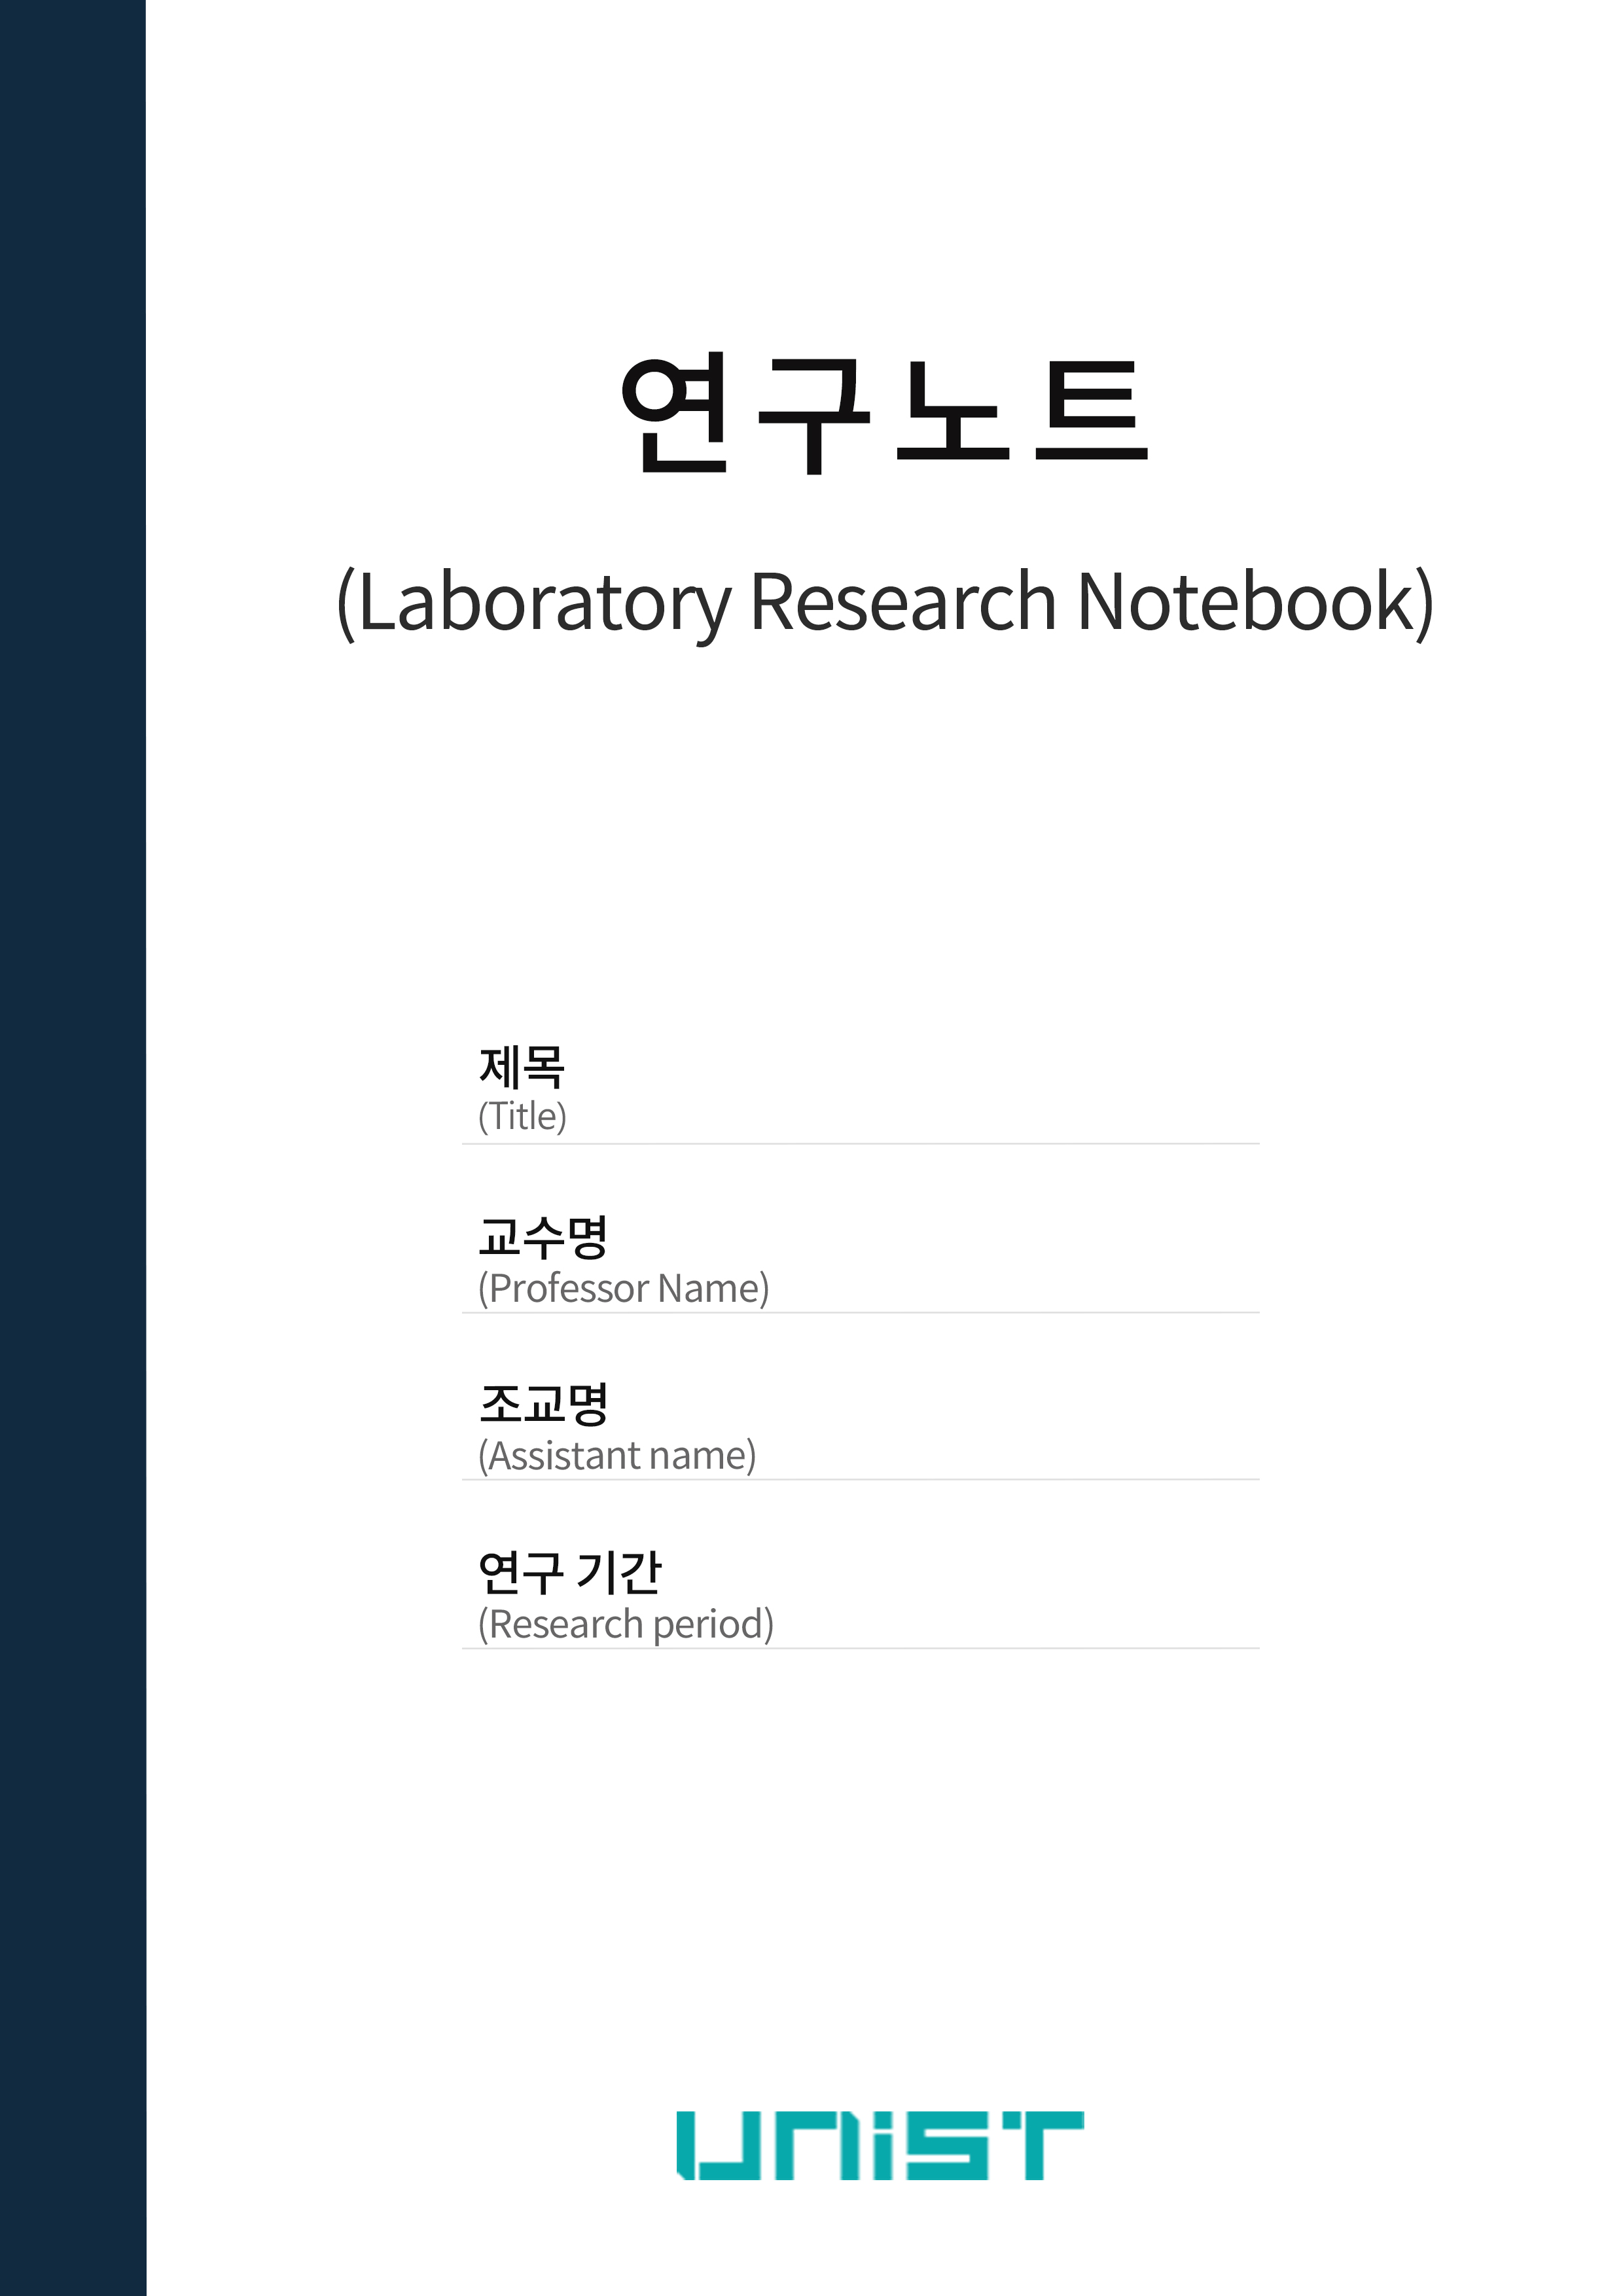 연구노트
(Laboratory Research Notebook)
제목
(Title)
교수명
(Professor Name)
조교명
(Assistant name)
연구 기간
(Research period)
UNIST